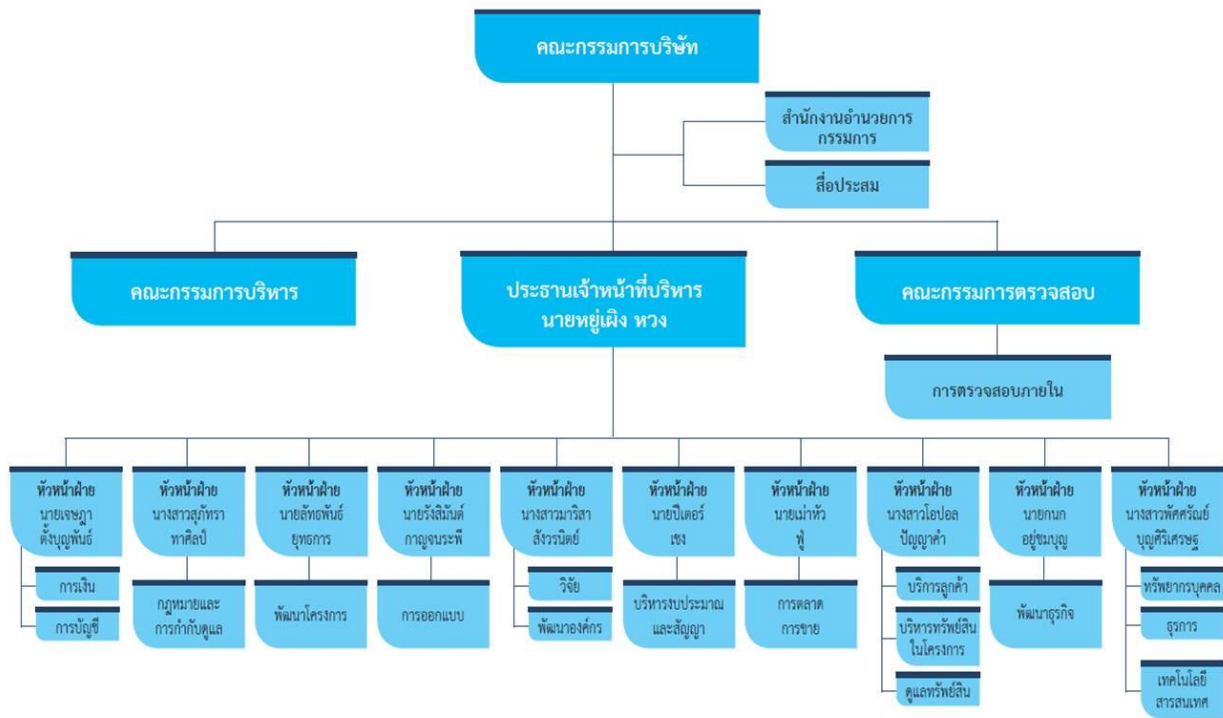 คณะกรรมการบริษัท
สำนักงานอำนวยการ
กรรมการ
สื่อประสม
คณะกรรมการบริหาร
ประธานเจ้าหน้าที่บริหาร
นายหยู่เผิง หวง
คณะกรรมการตรวจสอบ
การตรวจสอบภายใน
หัวหน้าฝ่าย
นายเจษฎา
ตั้งบุญพันธ์
การเงิน
การบัญชี
หัวหน้าฝ่าย
นางสาวสุภัทรา
ทาศิลป์
กฎหมายและ
การกำกับดูแล
หัวหน้าฝ่าย
นายลัทธพันธ์
ยุทธการ
พัฒนาโครงการ
หัวหน้าฝ่าย
นายรังสิมันต์
กาญจนระพี
การออกแบบ
หัวหน้าฝ่าย
นางสาวมาริสา
สังวรนิตย์
วิจัย
พัฒนาองค์กร
หัวหน้าฝ่าย
นายปีเตอร์
เชง
บริหารงบประมาณ
และสัญญา
หัวหน้าฝ่าย
นายเม่าหัว
ฟู่
การตลาด
การขาย
หัวหน้าฝ่าย
นางสาวโอปอล
ปัญญาคำ
บริการลูกค้า
บริหารทรัพย์สิน
ในโครงการ
ดูแลทรัพย์สิน
หัวหน้าฝ่าย
นายกนก
อยู่ชมบุญ
พัฒนาธุรกิจ
หัวหน้าฝ่าย
นางสาวพัศศรัณย์
บุญศิริเศรษฐ
ทรัพยากรบุคคล
ธุรการ
เทคโนโลยี
สารสนเทศ